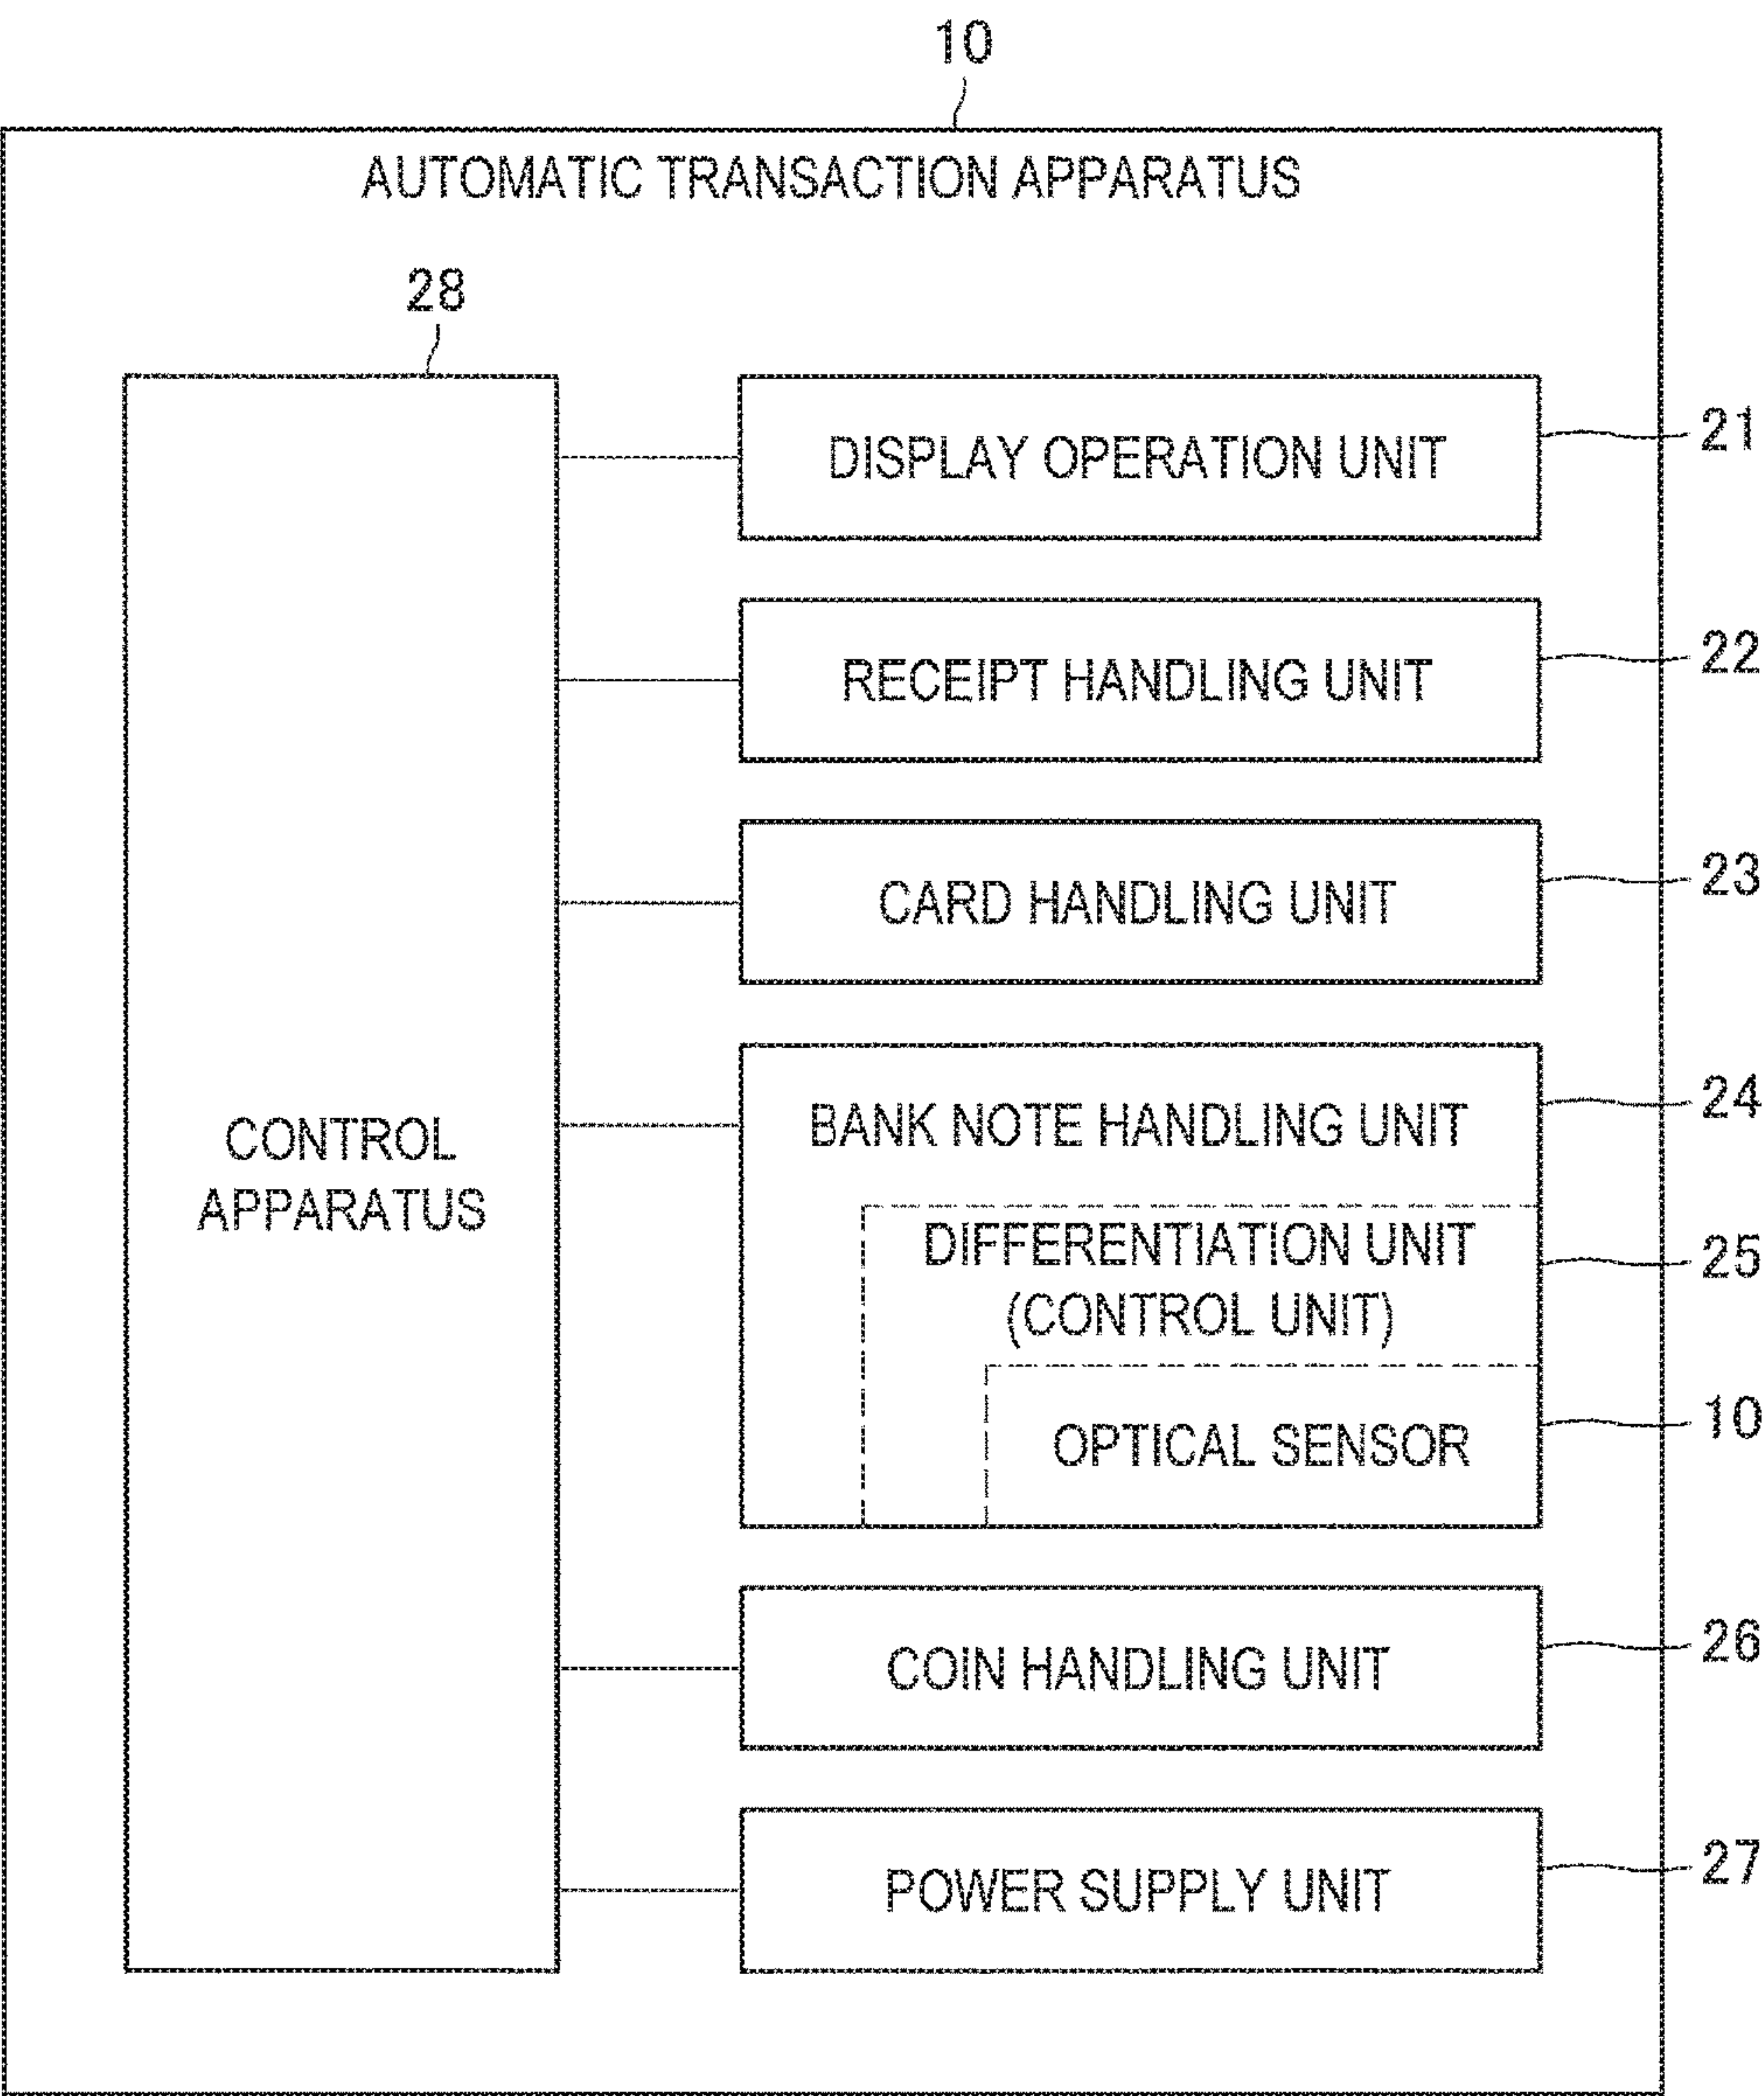 10
AUTOMATIC TRANSACTION APPARATUS
28
CONTROL
APPARATUS
DISPLAY OPERATION UNIT
21
RECEIPT HANDLING UNIT
22
CARD HANDLING UNIT
23
BANK NOTE HANDLING UNIT
24
DIFFERENTIATION UNIT
(CONTROL UNIT)
25
OPTICAL SENSOR
10
COIN HANDLING UNIT
26
POWER SUPPLY UNIT
27